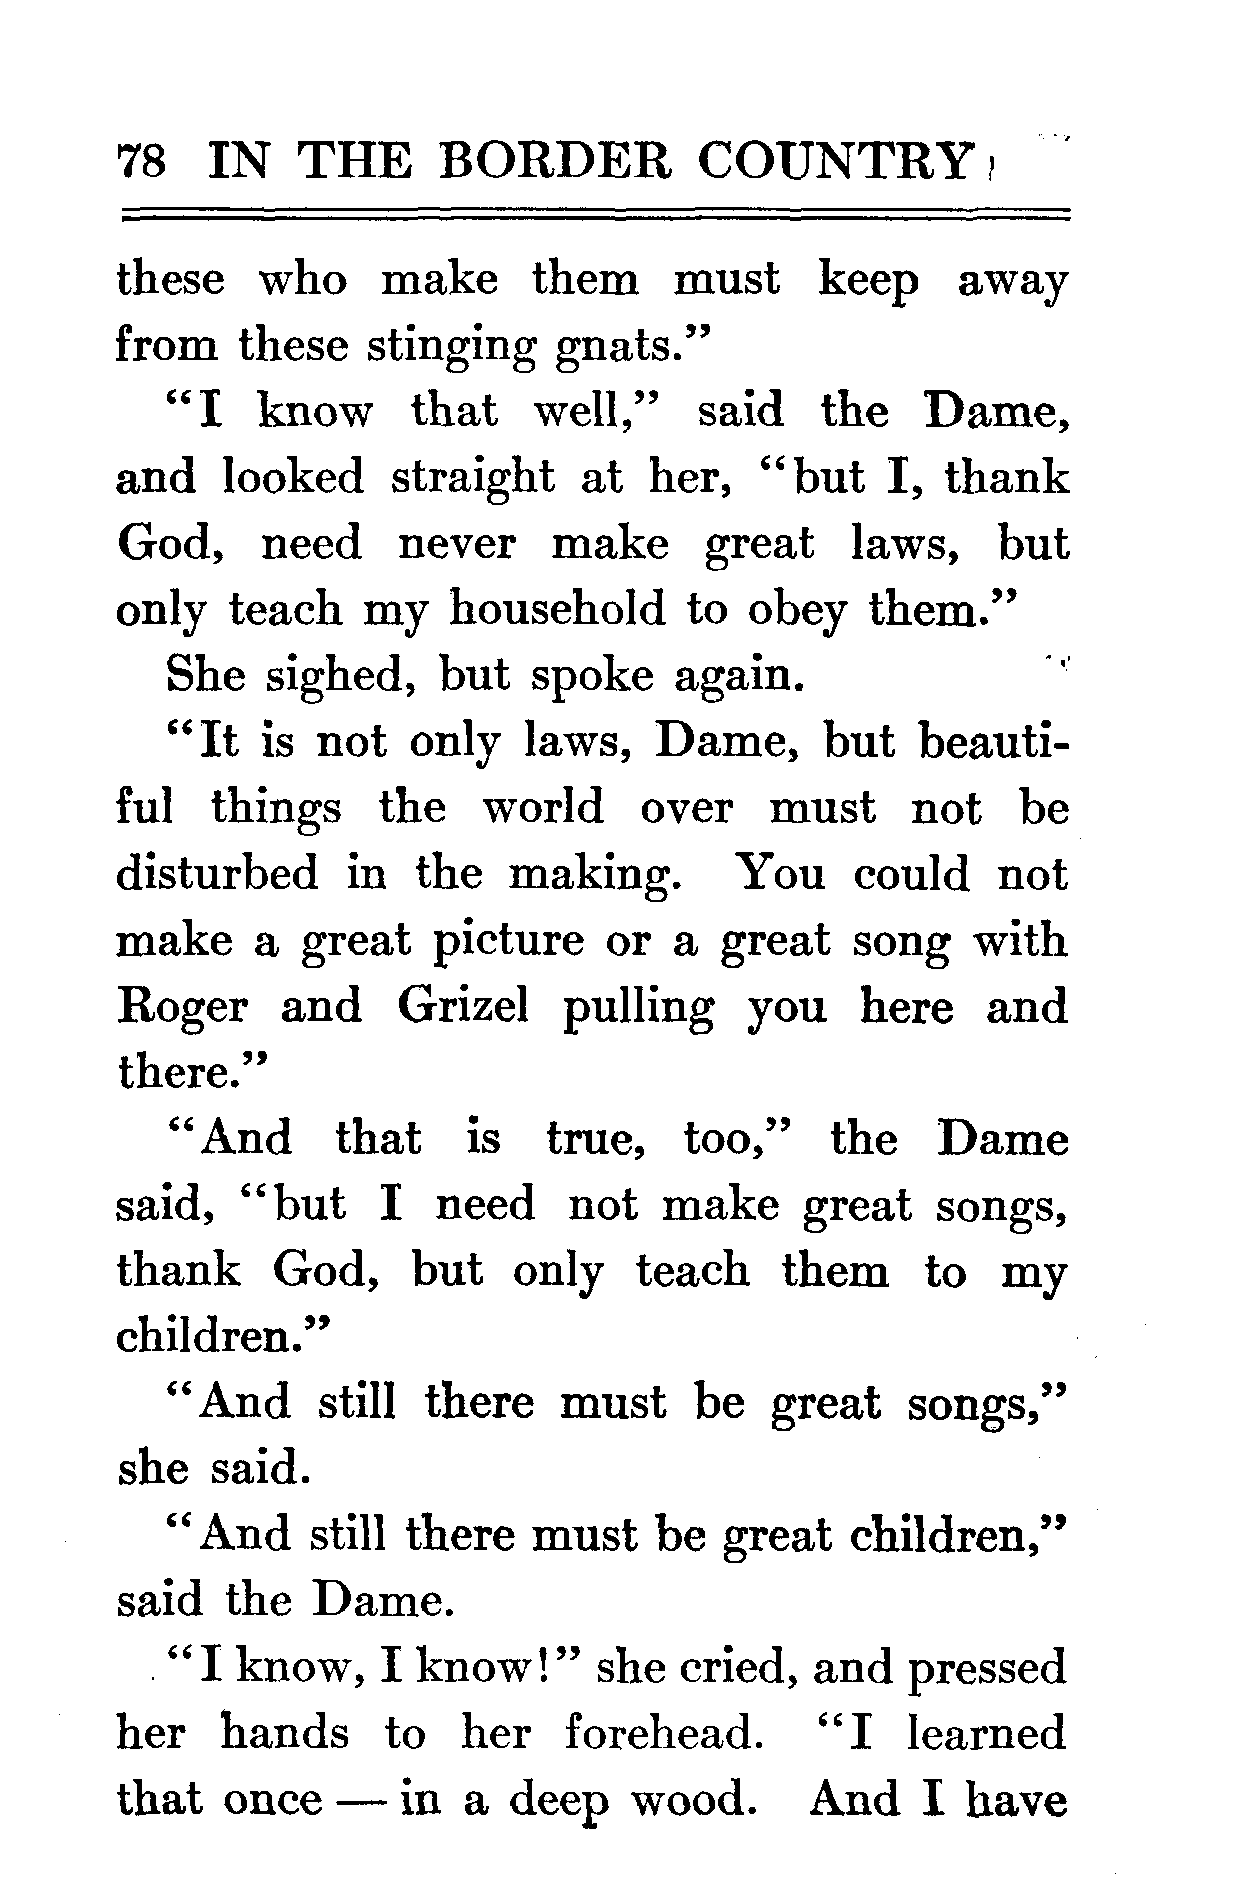 78 IN THE BORDER COUNTRY
these who make them must keep away
from these stinging gnats."
"I know that well," said the Dame,
and looked straight at her, "but I, thank
God, need never make great laws, but
only teach my household to obey them."
She sighed, but spoke again.
"It is not only laws, Dame, but beauti-
ful things the world over must not be
disturbed in the making. You could not
make a great picture or a great song with
Roger and Grizel pulling you here and
there."
"And that is true, too," the Dame
said, "but I need not make great songs,
thank God, but only teach them to my
children."
"And still there must be great songs,"
she said.
"And still there must be great children,"
said the Dame.
"I know, I know!" she cried, and pressed
her hands to her forehead. "I learned
that once — in a deep wood. And I have